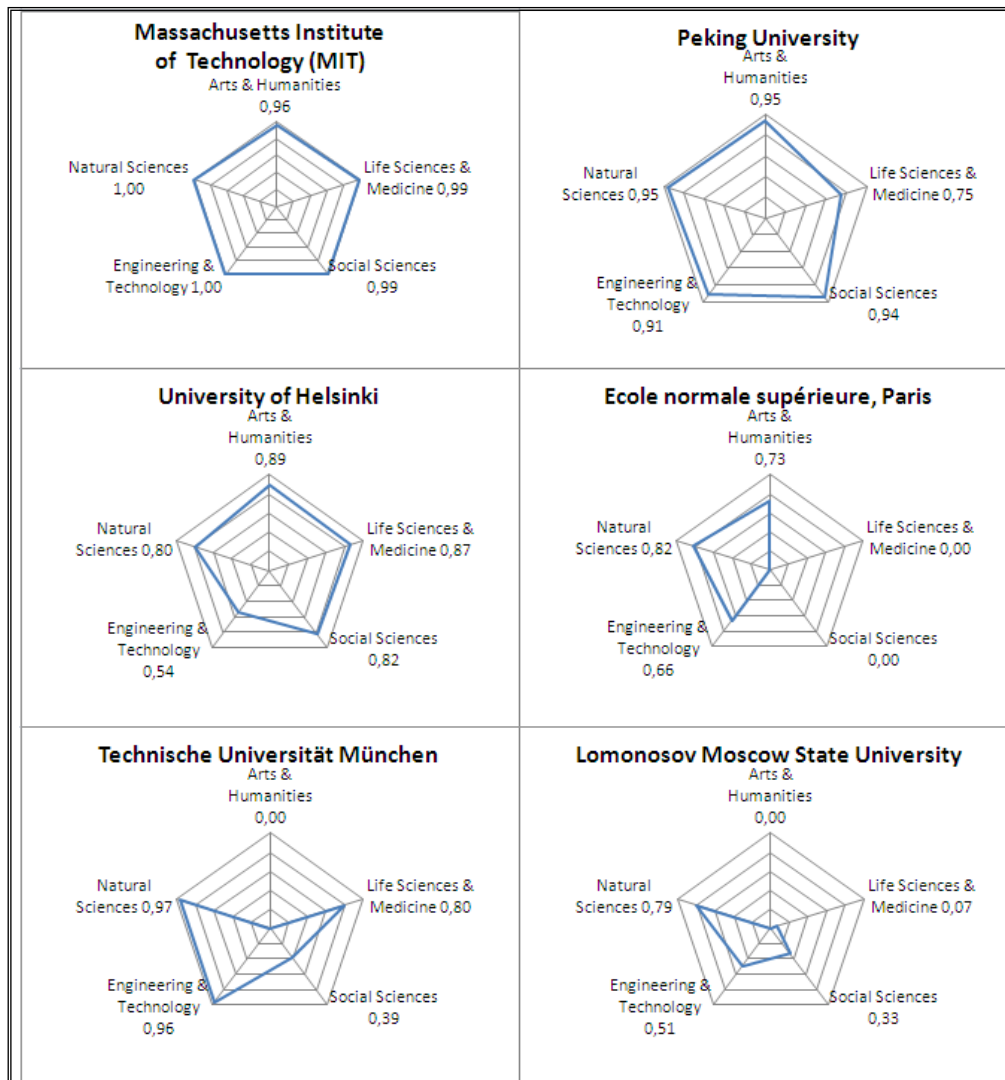 Massachusetts Institute
of Technology (MIT)
Arts & Humanities
0,96
Natural Sciences
1,00
Life Sciences &
Medicine 0,99
Engineering &
Technology 1,00
Social Sciences
0,99
Peking University
Arts &
Humanities
0,95
Natural
Sciences 0,95
Life Sciences &
Medicine 0,75
Engineering &
Technology
0,91
Social Sciences
0,94
University of Helsinki
Arts &
Humanities
0,89
Natural
Sciences 0,80
Life Sciences &
Medicine 0,87
Engineering &
Technology
0,54
Social Sciences
0,82
Ecole normale supérieure, Paris
Arts &
Humanities
0,73
Natural
Sciences 0,82
Life Sciences &
Medicine 0,00
Engineering &
Technology
0,66
Social Sciences
0,00
Technische Universität München
Arts &
Humanities
0,00
Natural
Sciences 0,97
Life Sciences &
Medicine 0,80
Engineering &
Technology
0,96
Social Sciences
0,39
Lomonosov Moscow State University
Arts &
Humanities
0,00
Natural
Sciences 0,79
Life Sciences &
Medicine 0,07
Engineering &
Technology
0,51
Social Sciences
0,33